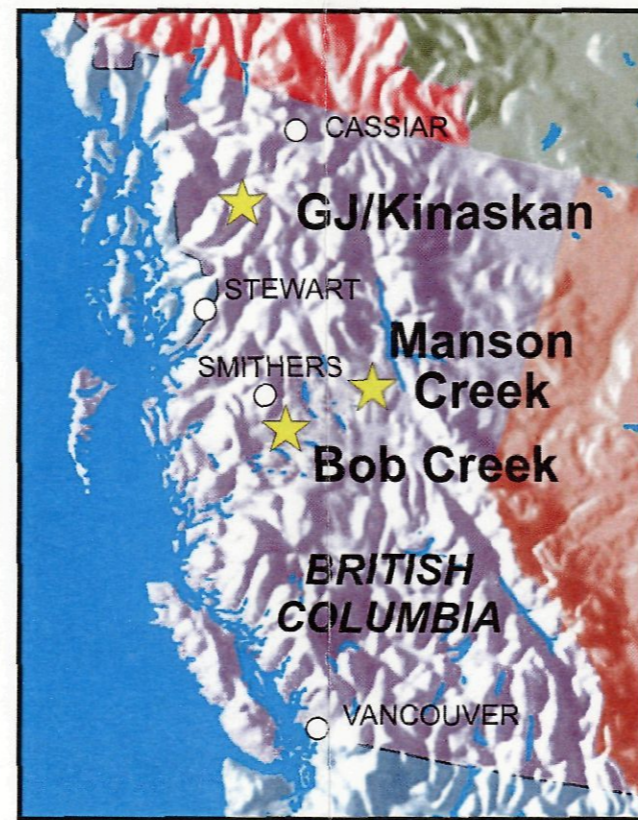 CASSIAR
GJ/Kinaskan
STEWART
Manson
Creek
SMITHERS
Bob Creek
BRITISH
COLUMBIA
VANCOUVER